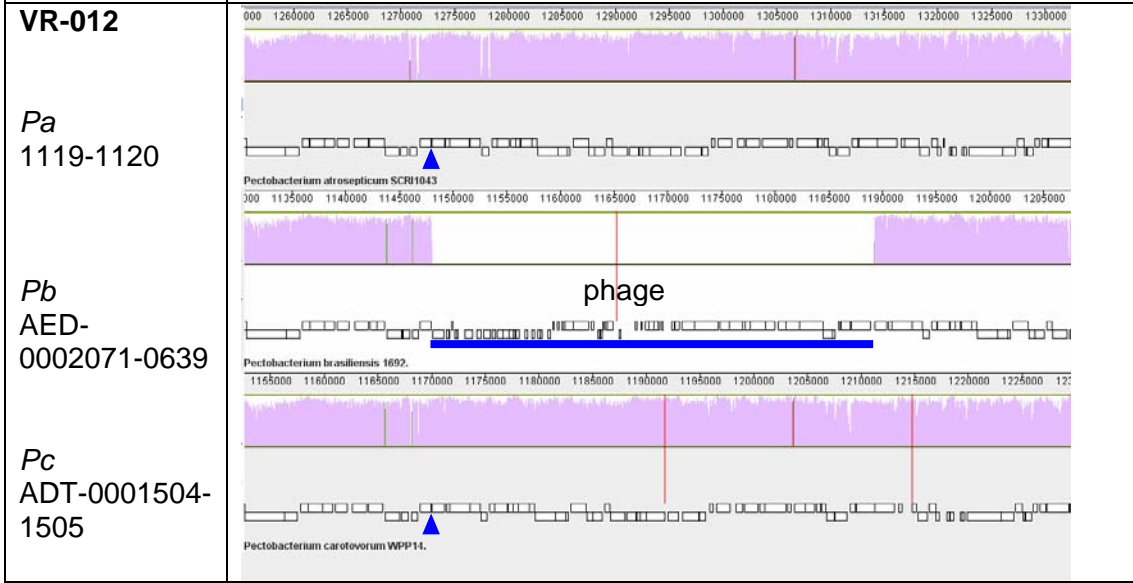 VR-012
Pa
1119-1120
Pb
AED-
0002071-0639
Pc
ADT-0001504-
1505
000 1260000 1265000 1270000 1275000 1280000 1285000 1290000 1295000 1300000 1305000 1310000 1315000 1320000 1325000 1330000
Pectobacterium atrosepticum SCRI1043
000 1135000 1140000 1145000 1150000 1155000 1160000 1165000 1170000 1175000 1180000 1185000 1190000 1195000 1200000 1205000
phage
Pectobacterium brasiliensis 1692.
1155000 1160000 1165000 1170000 1175000 1180000 1185000 1190000 1195000 1200000 1205000 1210000 1215000 1220000 1225000 123
Pectobacterium carotovorum WPP14.